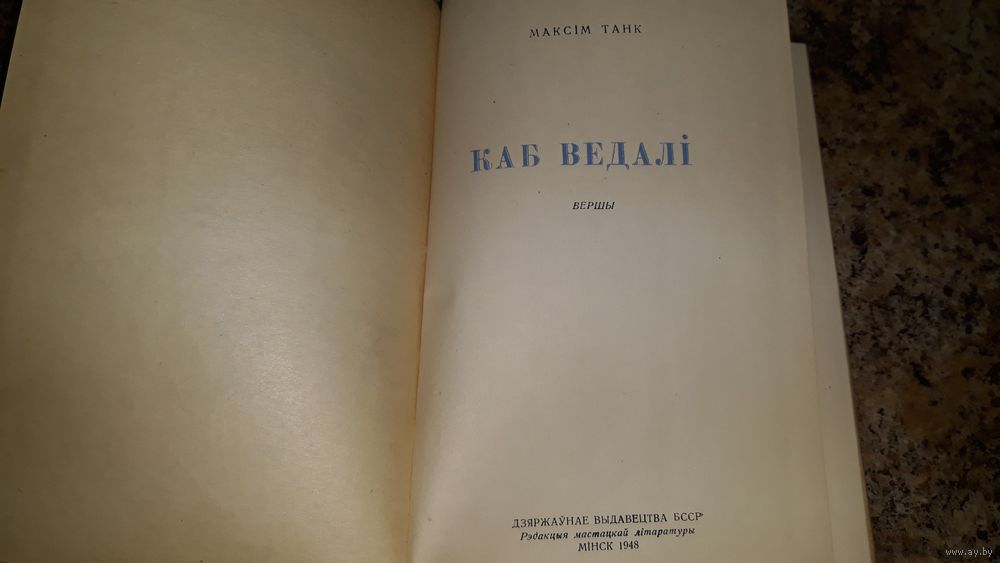 МАКСІМ ТАНК
КАБ ВЕДАЛІ
ВЕРШЫ
ДЗЯРЖАЎНАЕ ВЫДАВЕЦТВА БССР
Рэдакцыя мастацкай літаратуры
МІНСК 1948
www.ay.by